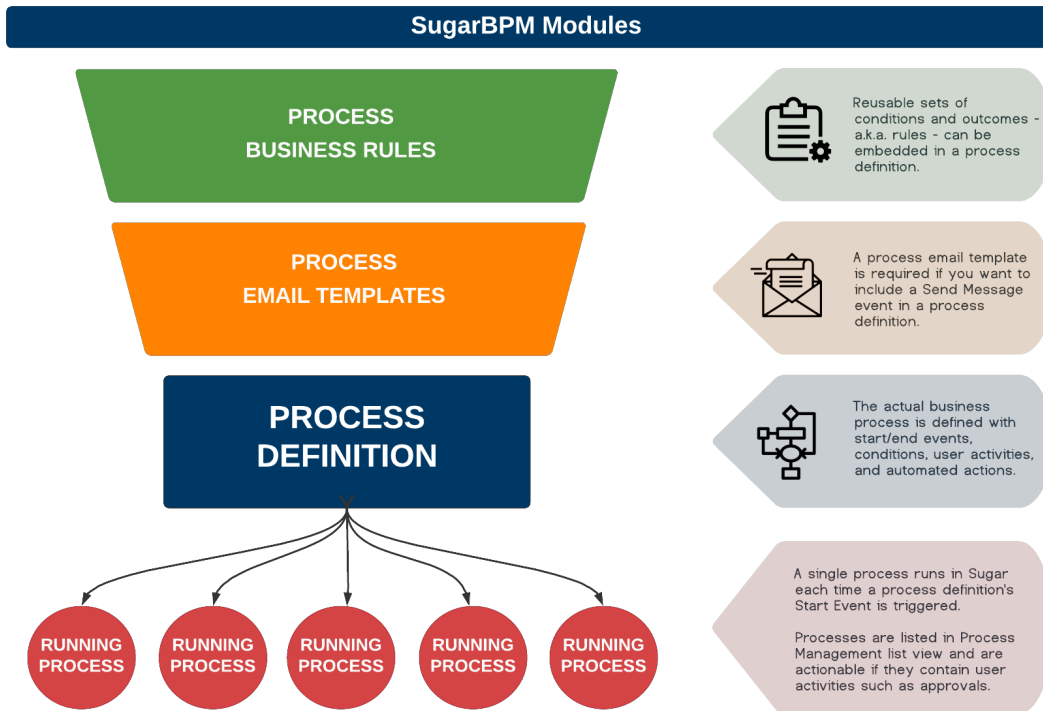 SugarBPM Modules
PROCESS
BUSINESS RULES
Reusable sets of
conditions and outcomes -
a.k.a. rules - can be
embedded in a process
definition.
PROCESS
EMAIL TEMPLATES
A process email template
is required if you want to
include a Send Message
event in a process
definition.
PROCESS
DEFINITION
The actual business
process is defined with
start/end events,
conditions, user activities,
and automated actions.
RUNNING
PROCESS
RUNNING
PROCESS
RUNNING
PROCESS
RUNNING
PROCESS
RUNNING
PROCESS
A single process runs in Sugar
each time a process definition's
Start Event is triggered.
Processes are listed in Process
Management list view and are
actionable if they contain user
activities such as approvals.